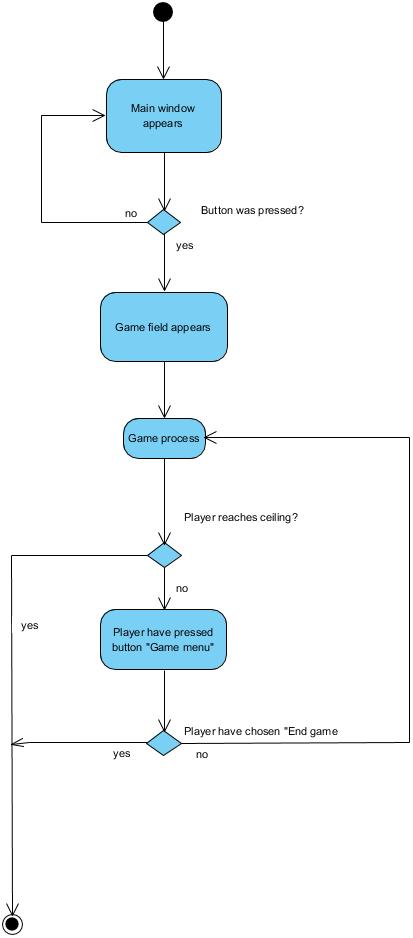 Main window
appears
Button was pressed?
no
yes
Game field appears
Game process
Player reaches ceiling?
no
yes
Player have pressed
button "Game menu"
Player have chosen "End game
yes
no